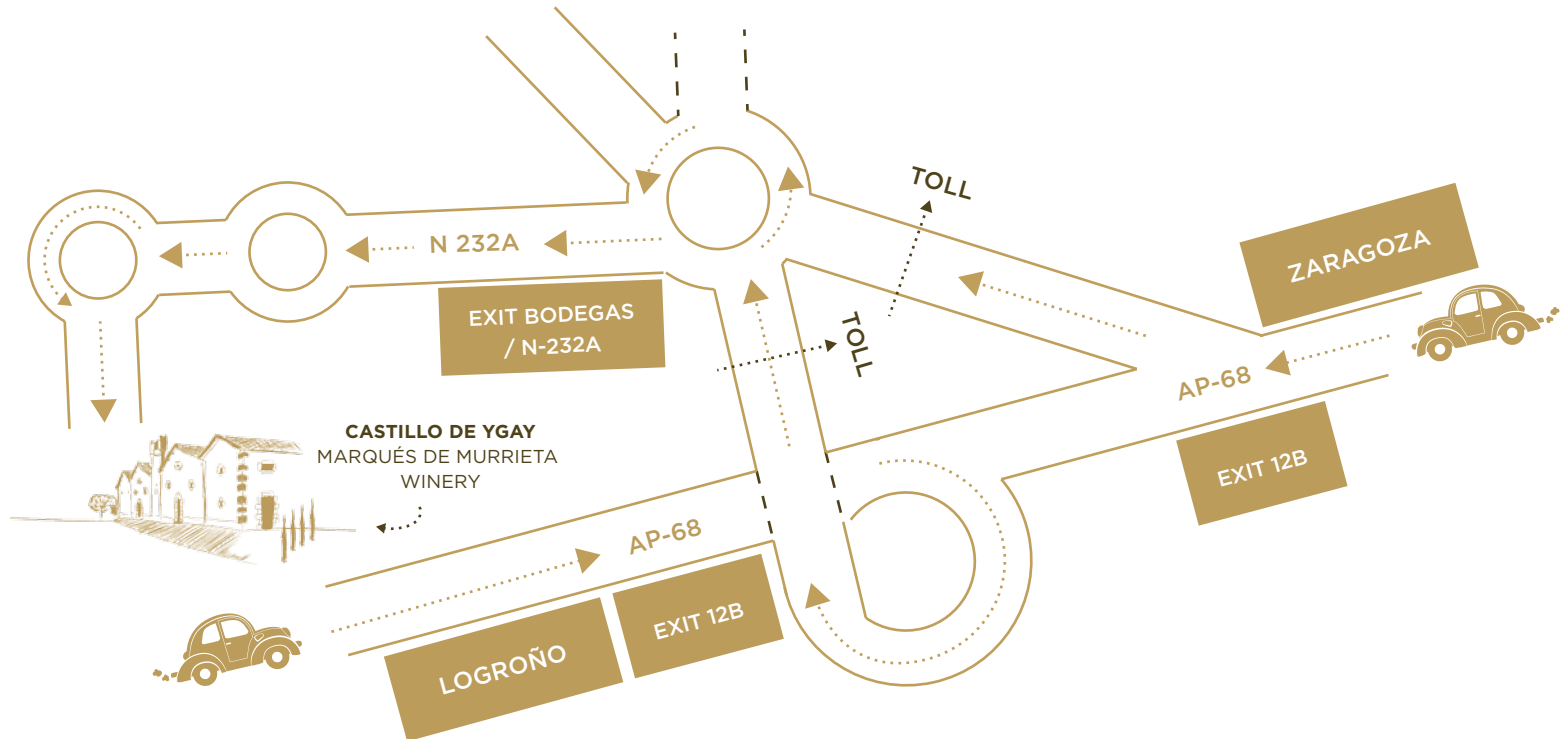 TOLL
ZARAGOZA
N 232A
EXIT BODEGAS
/ N-232A
TOLL
AP-68
EXIT 12B
CASTILLO DE YGAY
MARQUÉS DE MURRIETA
WINERY
AP-68
EXIT 12B
LOGROÑO